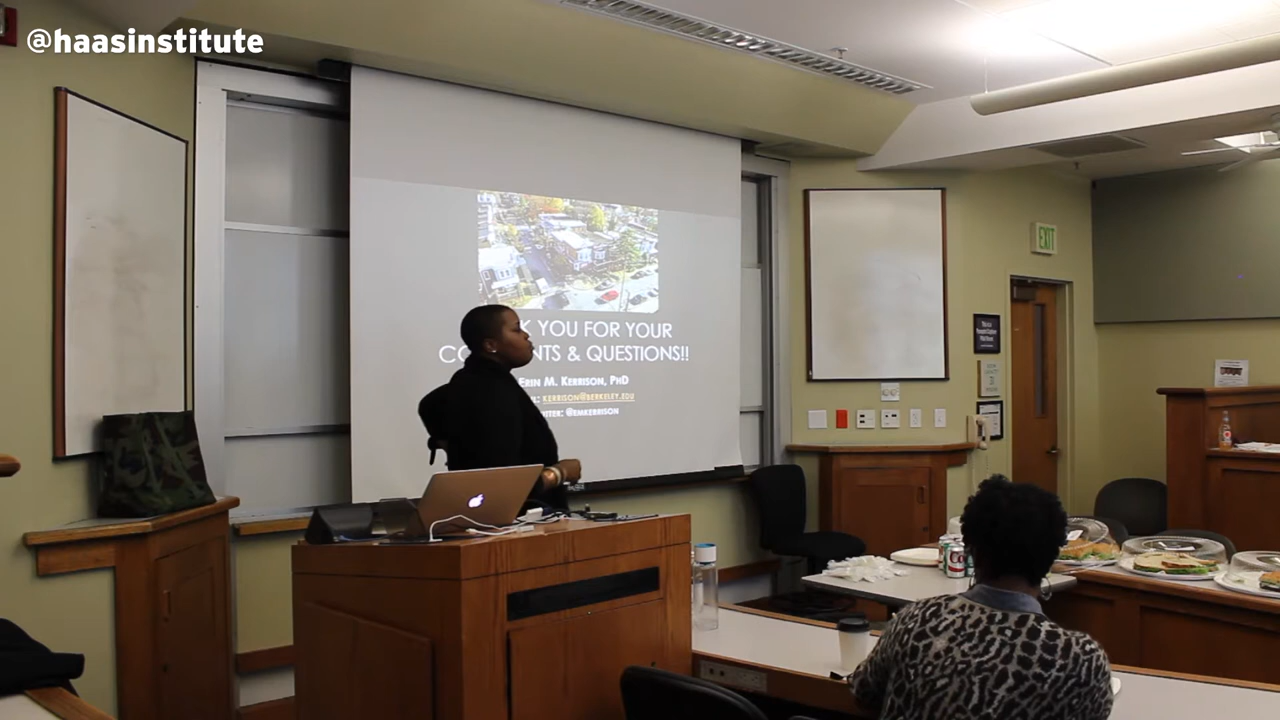 @haasinstitute
EXIT
K YOU FOR YOUR
CO NTS & QUESTIONS!!
ERIN M. KERRISON, PHD
: KERRISON@BERKELEY.EDU
TTER: @EMKERRISON